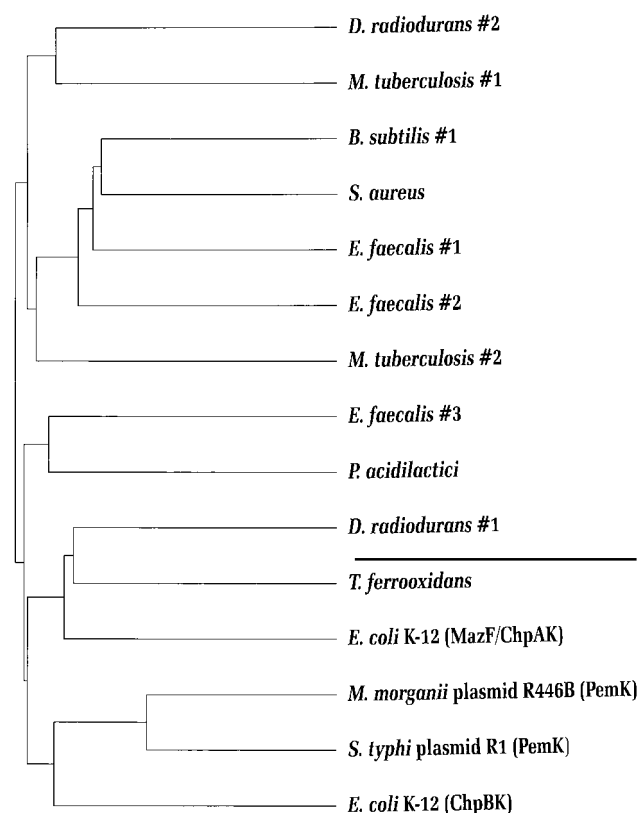 D. radiodurans #2
M. tuberculosis #1
B. subtilis #1
S. aureus
E. faecalis #1
E. faecalis #2
M. tuberculosis #2
E. faecalis #3
P. acidilactici
D. radiodurans #1
T. ferrooxidans
E. coli K-12 (MazF/ChpAK)
M. morganii plasmid R446B (PemK)
S. typhi plasmid R1 (PemK)
E. coli K-12 (ChpBK)